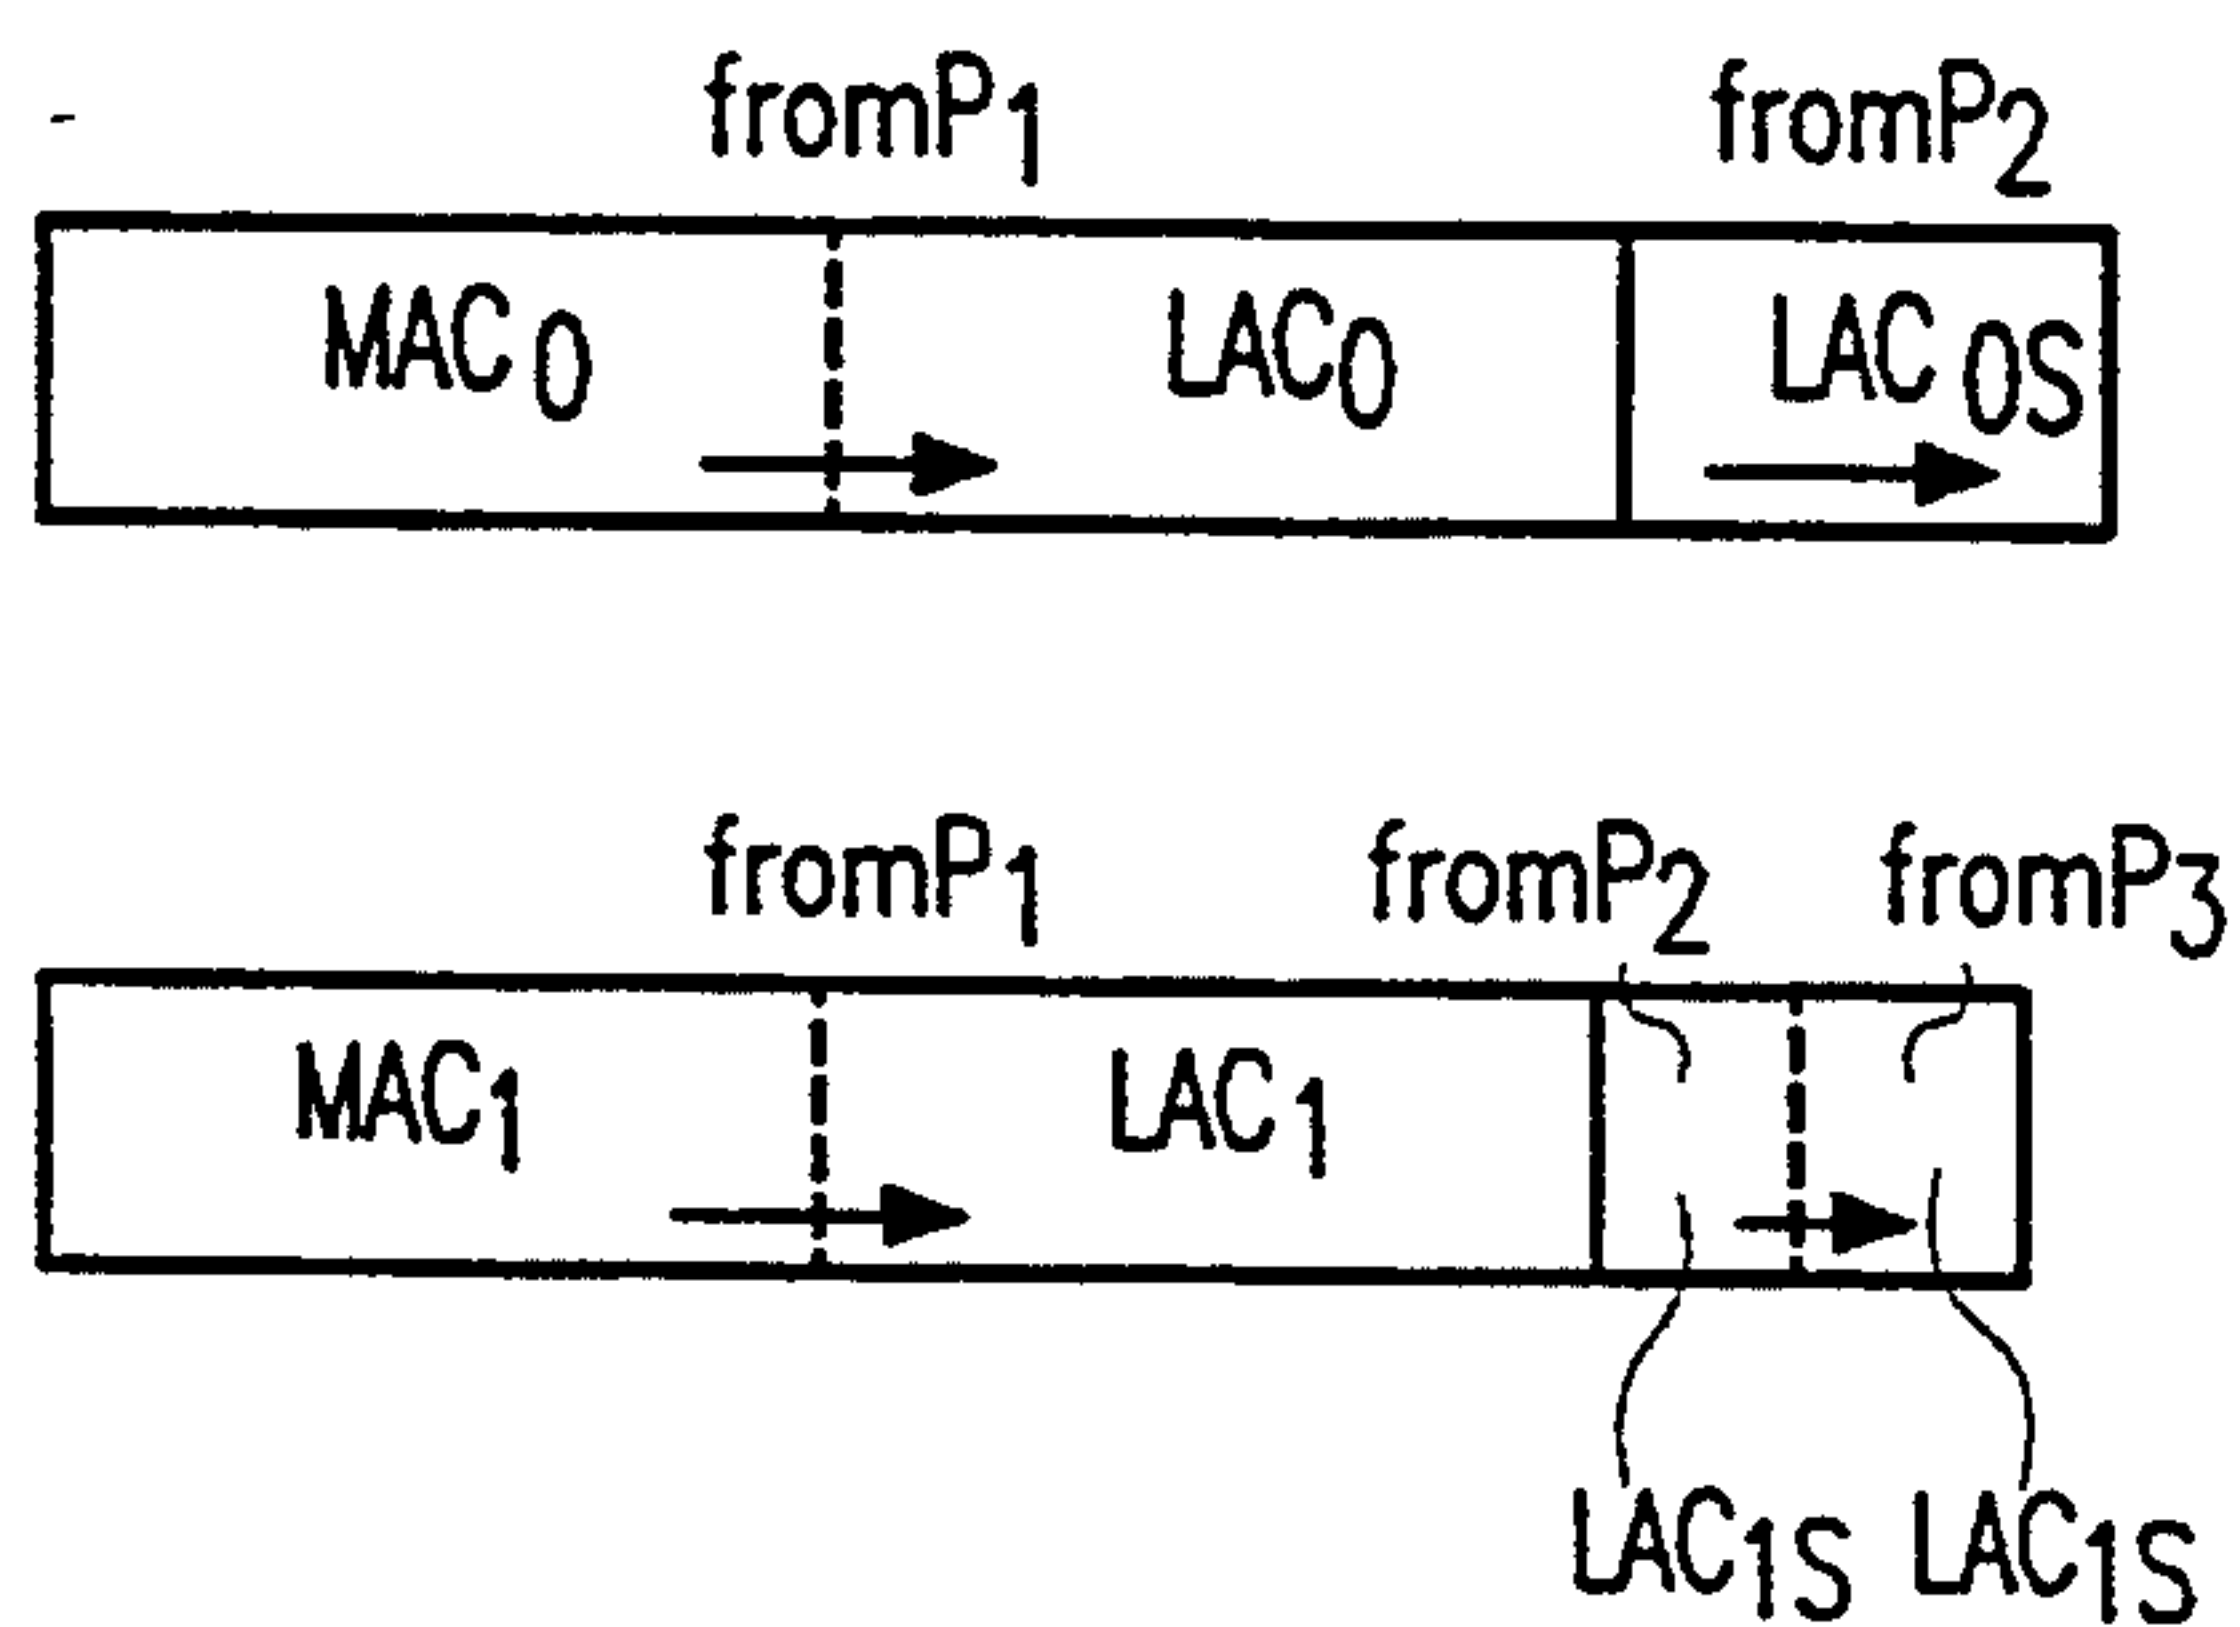 fromP1 fromP2
MAC0 LAC0 LAC0S
fromP1 fromP2 fromP3
MAC1 LAC1
LAC1S LAC1S